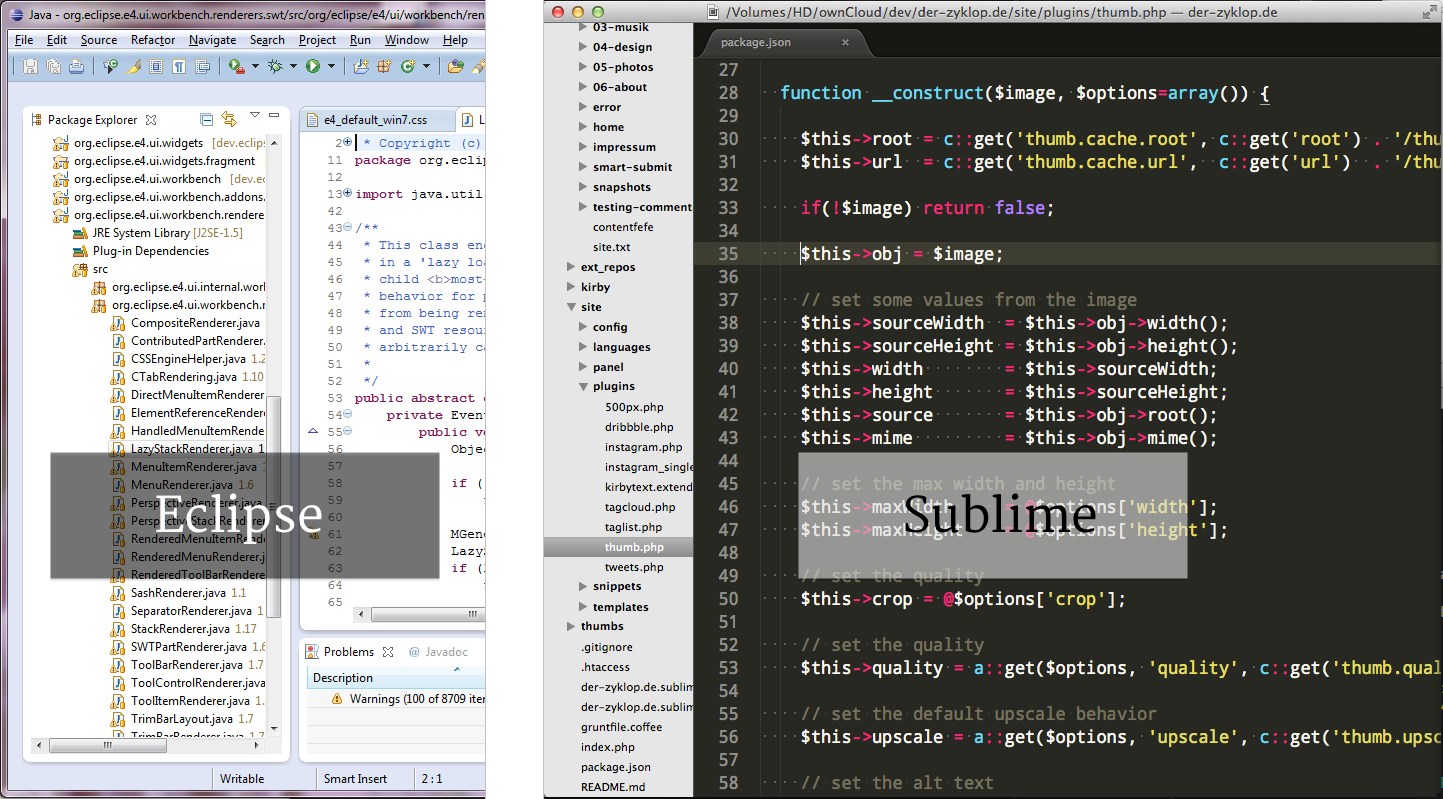 Java - org.eclipse.e4.ui.workbench.renderers.swt/src/org/eclipse/e4/ui/workbench/ren
File Edit Source Refactor Navigate Search Project Run Window Help
Package Explorer
org.eclipse.e4.ui.widgets [dev.eclips
org.eclipse.e4.ui.widgets.fragment
org.eclipse.e4.ui.workbench [dev.ec
org.eclipse.e4.ui.workbench.addons.
org.eclipse.e4.ui.workbench.rendere
JRE System Library [J2SE-1.5]
Plug-in Dependencies
src
org.eclipse.e4.ui.internal.worl
org.eclipse.e4.ui.workbench.r
CompositeRenderer.java
ContributedPartRenderer.j
CSSEngineHelper.java 1.2
CTabRendering.java 1.10
DirectMenuItemRenderer
ElementReferenceRender
HandledMenuItemRende
LazyStackRenderer.java 1
MenuItemRenderer.java
MenuRenderer.java 1.6
PerspectiveRenderer.java
PerspectiveStackRenderer
RenderedMenuItemRend
RenderedMenuRenderer.j
RenderedToolBarRendere
SashRenderer.java 1.1
SeparatorRenderer.java 1
StackRenderer.java 1.17
SWTPartRenderer.java 1.6
ToolBarRenderer.java 1.7
ToolControlRenderer.java
ToolItemRenderer.java 1.
TrimBarLayout.java 1.7
TrimBarRenderer.java 1.7
e4_default_win7.css L
2 * Copyright (c)
11 package org.eclip
12
13 import java.util
42
43 /**
44 * This class enc
45 * in a 'lazy loa
46 * child <b>most-
47 * behavior for p
48 * from being ren
49 * and SWT resou
50 * arbitrarily ca
51 *
52 */
53 public abstract c
54 private Event
55 public vo
56 Objec
57
58 if (
59
60
61 MGen
62 Lazy
63 if (
64
65
Eclipse
Problems @ Javadoc
Description
Warnings (100 of 8709 iter
Writable Smart Insert 2 : 1
/Volumes/HD/ownCloud/dev/der-zyklop.de/site/plugins/thumb.php — der-zyklop.de
03-musik
04-design
05-photos
06-about
error
home
impressum
smart-submit
snapshots
testing-comment
contentfefe
site.txt
ext_repos
kirby
site
config
languages
panel
plugins
500px.php
dribbble.php
instagram.php
instagram_single
kirbytext.extend
tagcloud.php
taglist.php
thumb.php
tweets.php
snippets
templates
thumbs
.gitignore
.htaccess
der-zyklop.de.sublim
der-zyklop.de.sublim
gruntfile.coffee
index.php
package.json
README.md
package.json
27
28 function __construct($image, $options=array()) {
29
30 $this->root = c::get('thumb.cache.root', c::get('root') . '/thu
31 $this->url = c::get('thumb.cache.url', c::get('url') . '/thu
32
33 if(!$image) return false;
34
35 $this->obj = $image;
36
37 // set some values from the image
38 $this->sourceWidth = $this->obj->width();
39 $this->sourceHeight = $this->obj->height();
40 $this->width = $this->sourceWidth;
41 $this->height = $this->sourceHeight;
42 $this->source = $this->obj->root();
43 $this->mime = $this->obj->mime();
44
45 // set the max width and height
46 $this->maxWidth = @$options['width'];
47 $this->maxHeight = @$options['height'];
48
49 // set the quality
50 $this->crop = @$options['crop'];
51
52 // set the quality
53 $this->quality = a::get($options, 'quality', c::get('thumb.qual
54
55 // set the default upscale behavior
56 $this->upscale = a::get($options, 'upscale', c::get('thumb.upsc
57
58 // set the alt text
Sublime